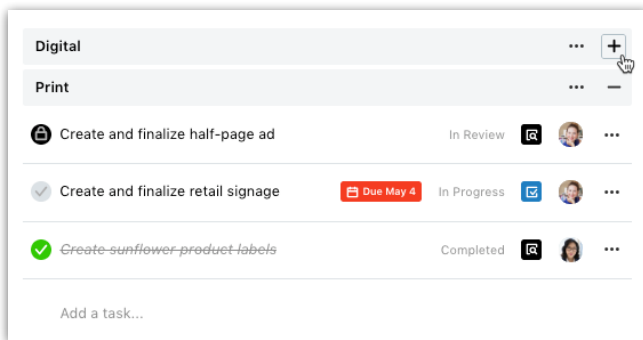 Digital
Print
Create and finalize half-page ad In Review
Create and finalize retail signage Due May 4 In Progress
Create sunflower product labels Completed
Add a task...